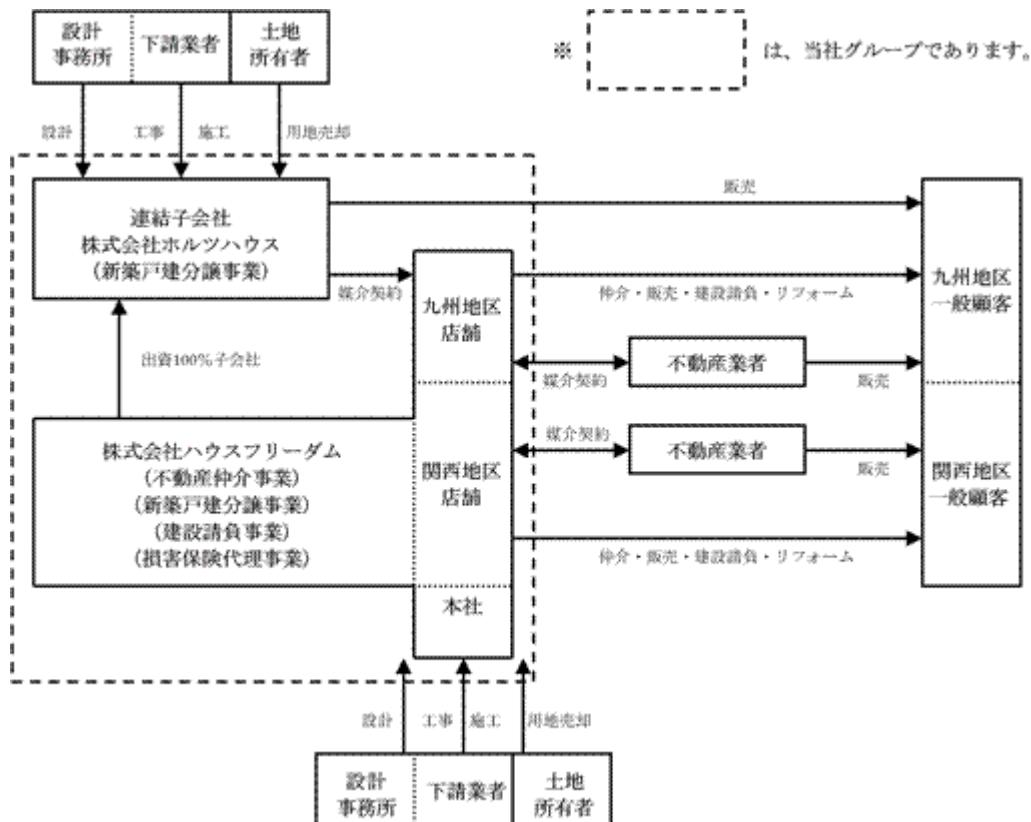 設計
事務所
下請業者
土地
所有者
※
は、当社グループであります。
設計
工事
施工
用地売却
連結子会社
株式会社ホルツハウス
(新築戸建分譲事業)
販売
媒介契約
九州地区
店舗
仲介・販売・建設請負・リフォーム
九州地区
一般顧客
出資100%子会社
媒介契約
不動産業者
販売
株式会社ハウスフリーダム
(不動産仲介事業)
(新築戸建分譲事業)
(建設請負事業)
(損害保険代理事業)
関西地区
店舗
媒介契約
不動産業者
販売
関西地区
一般顧客
仲介・販売・建設請負・リフォーム
本社
設計
工事
施工
用地売却
設計
事務所
下請業者
土地
所有者